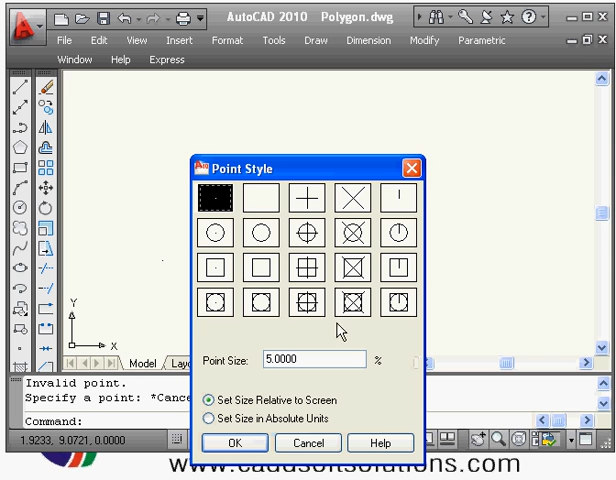 AutoCAD 2010 Polygon.dwg
File Edit View Insert Format Tools Draw Dimension Modify Parametric
Window Help Express
Point Style
Y
X
Point Size: 5.0000 %
Model Layo
Invalid point.
Specify a point: *Cance
Set Size Relative to Screen
Set Size in Absolute Units
Command:
1.9233, 9.0721, 0.0000
OK Cancel Help
www.caddsoftsolutions.com